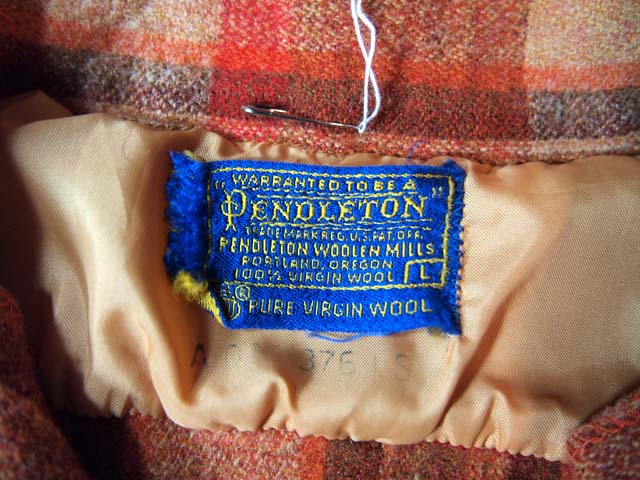 WARRANTED TO BE A
"PENDLETON"
TRADE MARK REG. U.S. PAT. OFF.
PENDLETON WOOLEN MILLS
PORTLAND, OREGON
100% VIRGIN WOOL L
® PURE VIRGIN WOOL
A 376